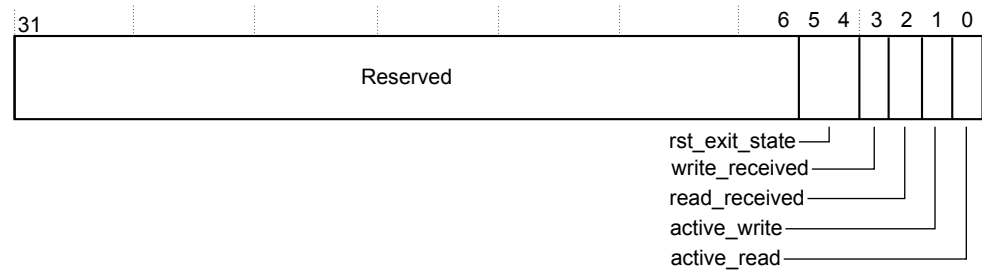 31 6 5 4 3 2 1 0
Reserved
rst_exit_state
write_received
read_received
active_write
active_read